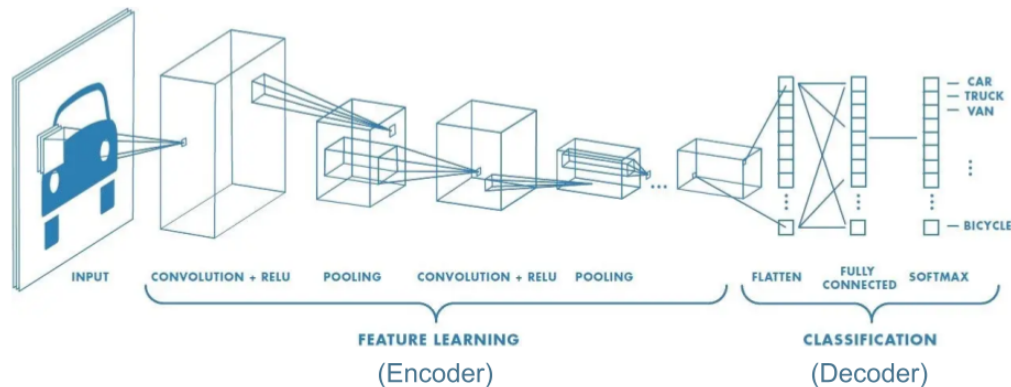 CAR
TRUCK
VAN
BICYCLE
INPUT
CONVOLUTION + RELU
POOLING
CONVOLUTION + RELU
POOLING
FLATTEN
FULLY
CONNECTED
SOFTMAX
FEATURE LEARNING
CLASSIFICATION
(Encoder)
(Decoder)